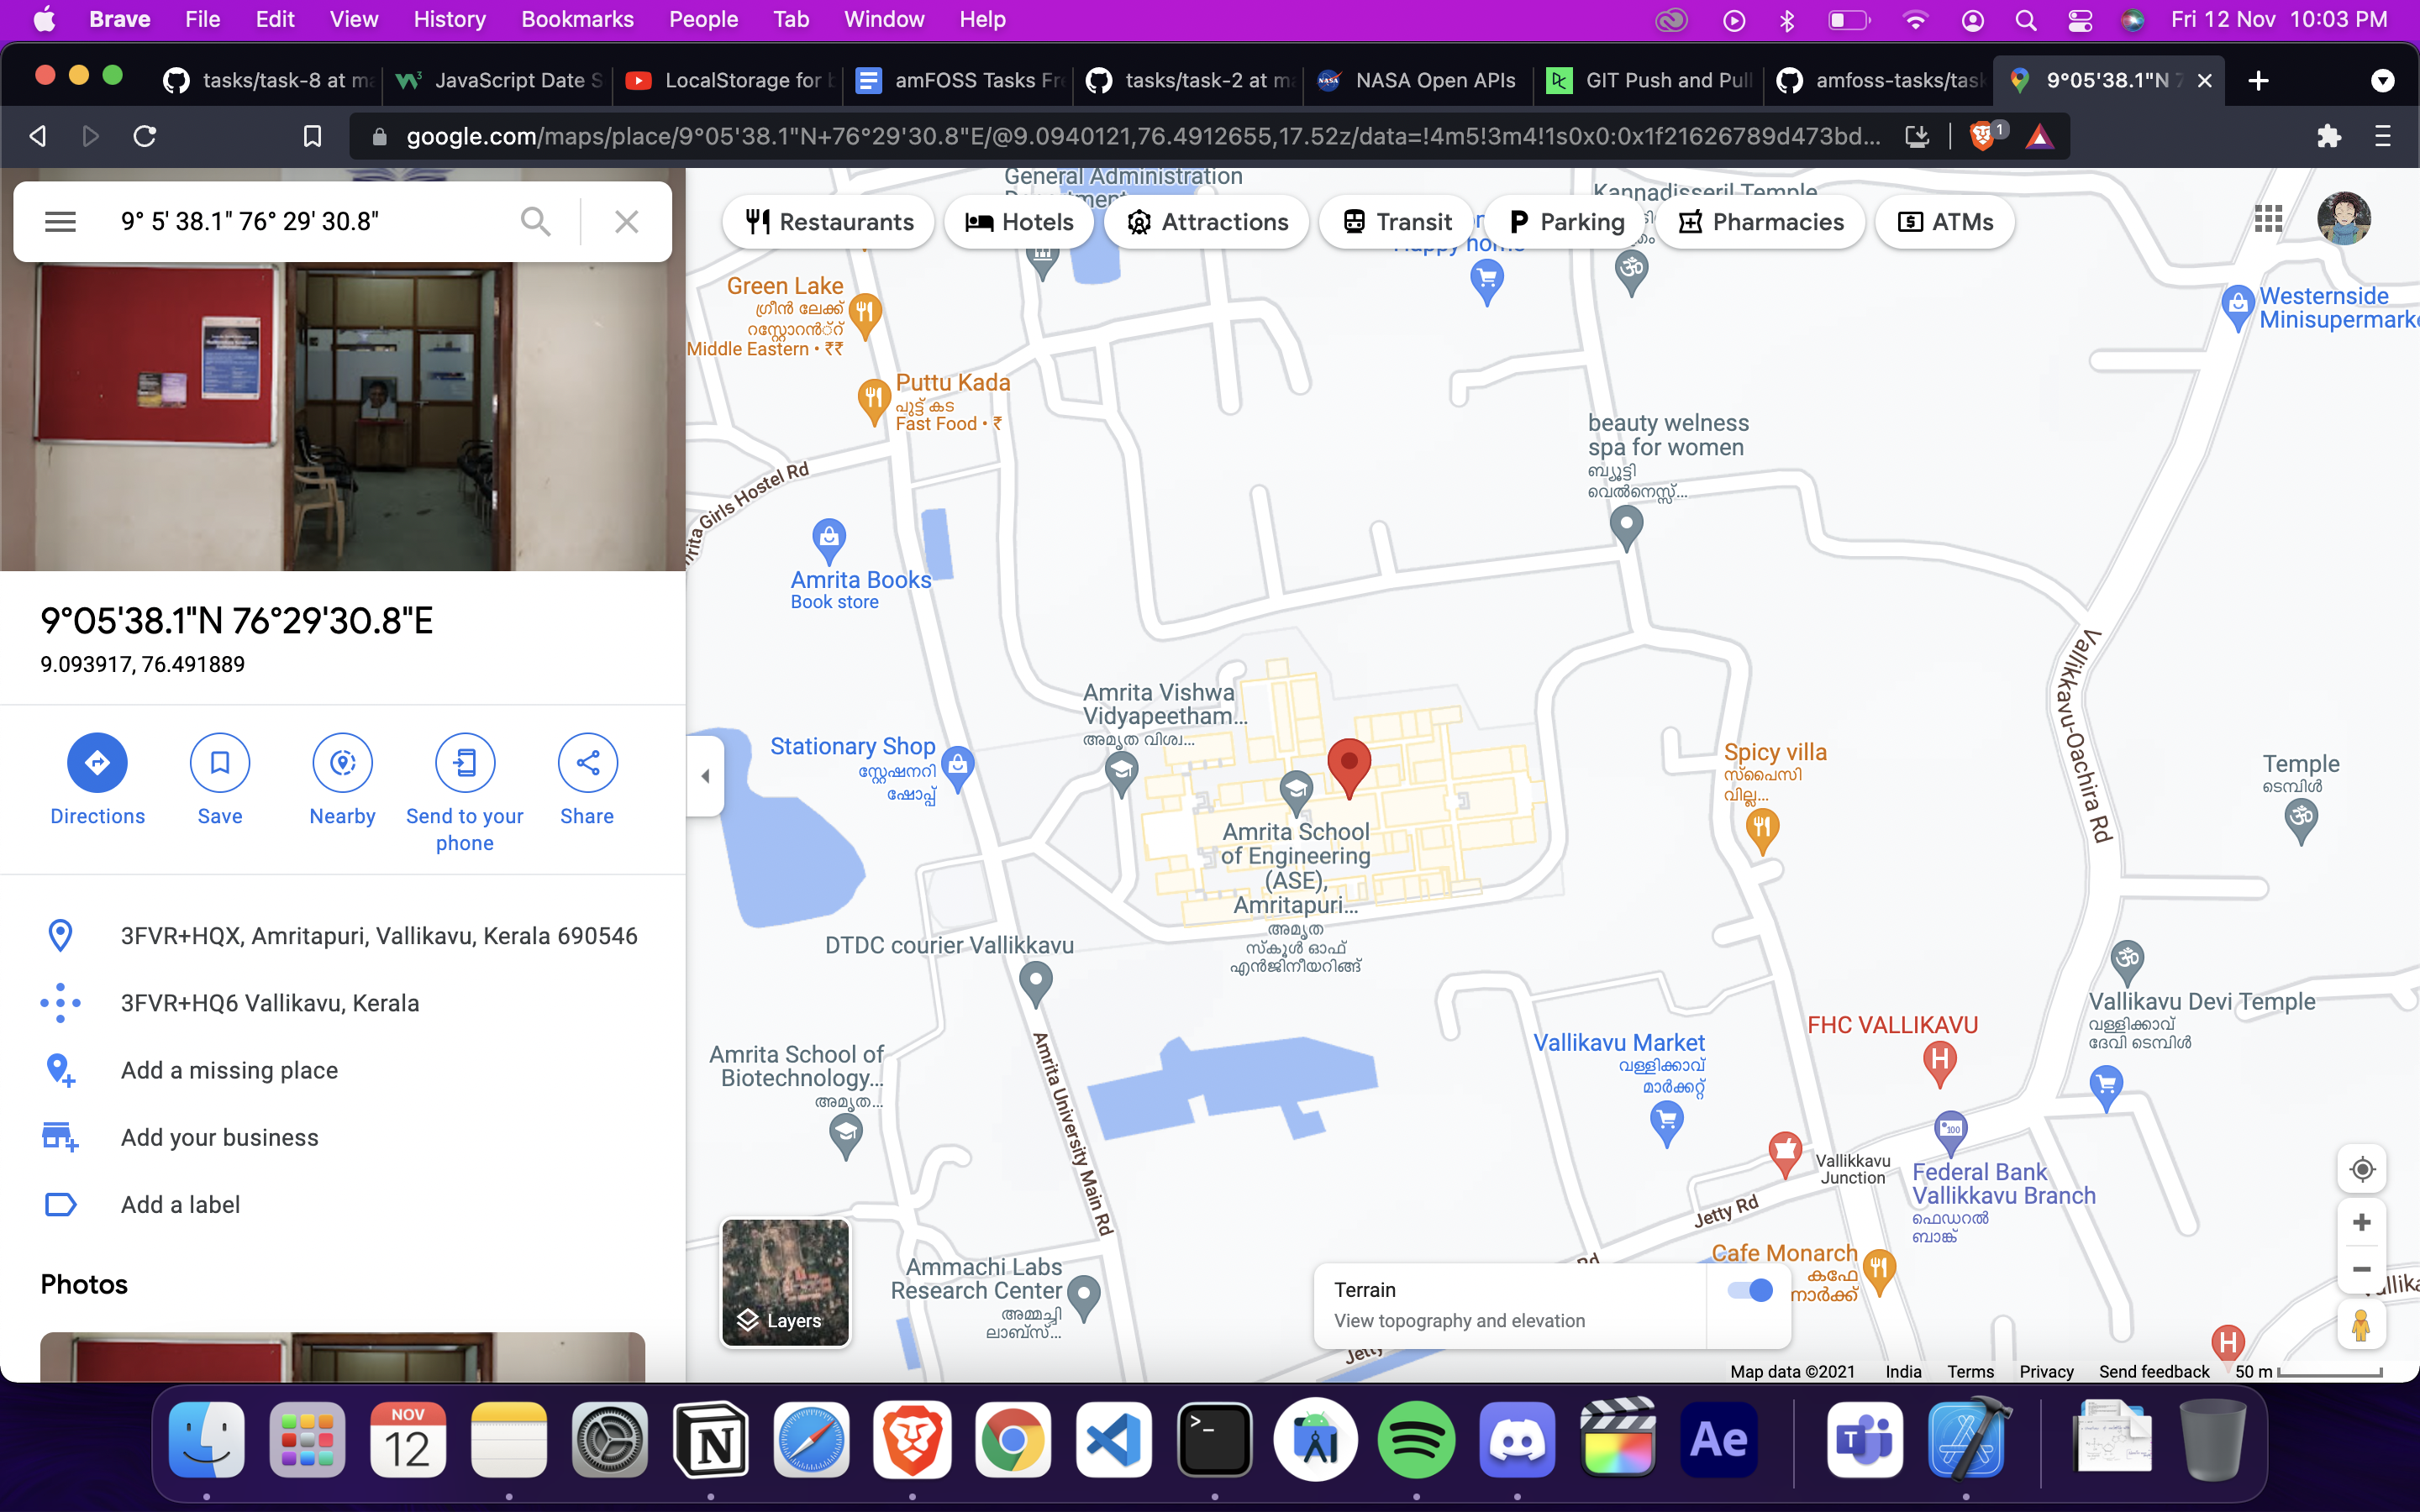 Brave File Edit View History Bookmarks People Tab Window Help
Fri 12 Nov 10:03 PM
tasks/task-8 at ma
JavaScript Date S
LocalStorage for b
amFOSS Tasks Fre
tasks/task-2 at ma
NASA Open APIs
GIT Push and Pull
amfoss-tasks/task
9°05'38.1"N 7
google.com/maps/place/9°05'38.1"N+76°29'30.8"E/@9.0940121,76.4912655,17.52z/data=!4m5!3m4!1s0x0:0x1f21626789d473bd...
1
9° 5' 38.1" 76° 29' 30.8"
9°05'38.1"N 76°29'30.8"E
9.093917, 76.491889
Directions
Save
Nearby
Send to your
phone
Share
3FVR+HQX, Amritapuri, Vallikavu, Kerala 690546
3FVR+HQ6 Vallikavu, Kerala
Add a missing place
Add your business
Add a label
Photos
General Administration
Restaurants
Hotels
Attractions
Transit
Parking
Pharmacies
ATMs
Kannadisseril Temple
Happy home
Green Lake
ഗ്രീൻ ലേക്ക്
റസ്റ്റോറൻ്റ്
Middle Eastern • ₹₹
Puttu Kada
പുട്ട് കട
Fast Food • ₹
Girls Hostel Rd
Westernside
Minisupermarke
beauty welness
spa for women
ബ്യൂട്ടി
വെൽനെസ്സ്...
Amrita Books
Book store
Vallikkavu-Oachira Rd
Amrita Vishwa
Vidyapeetham...
അമൃത വിശ്വ...
Stationary Shop
സ്റ്റേഷനറി
ഷോപ്പ്
Spicy villa
സ്പൈസി
വില്ല...
Temple
ടെമ്പിൾ
Amrita School
of Engineering
(ASE),
Amritapuri...
അമൃത
സ്കൂൾ ഓഫ്
എൻജിനീയറിങ്ങ്
DTDC courier Vallikkavu
Vallikavu Devi Temple
വള്ളിക്കാവ്
ദേവി ടെമ്പിൾ
FHC VALLIKAVU
Vallikavu Market
വള്ളിക്കാവ്
മാർക്കറ്റ്
Amrita School of
Biotechnology...
അമൃത...
Amrita University Main Rd
Vallikkavu
Junction
Federal Bank
Vallikkavu Branch
ഫെഡറൽ
ബാങ്ക്
Jetty Rd
Rd
Cafe Monarch
കഫേ
നാർക്ക്
Ammachi Labs
Research Center
അമ്മച്ചി
ലാബ്സ്...
Layers
Terrain
View topography and elevation
Jetty
Map data ©2021 India Terms Privacy Send feedback 50 m
NOV
12
Ae